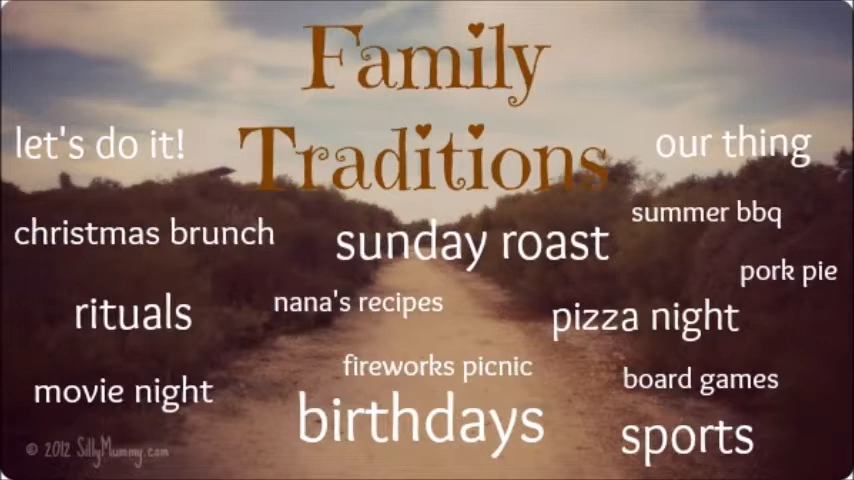 Family
Traditions
let's do it!
our thing
summer bbq
christmas brunch
sunday roast
pork pie
rituals
nana's recipes
pizza night
fireworks picnic
board games
movie night
birthdays
sports
© 2012 SillyMummy.com